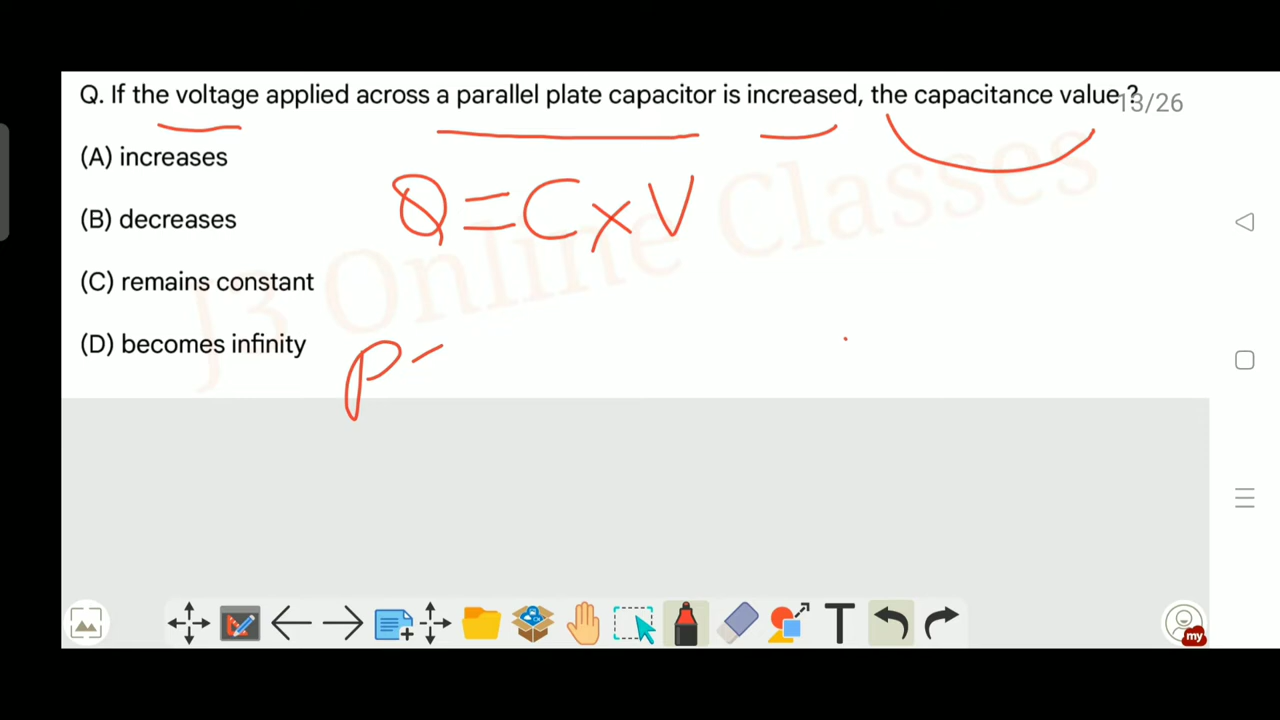 Q. If the voltage applied across a parallel plate capacitor is increased, the capacitance value ?
13/26
(A) increases
Q = C x V
(B) decreases
(C) remains constant
(D) becomes infinity
P -
J3 Online Classes
T
my